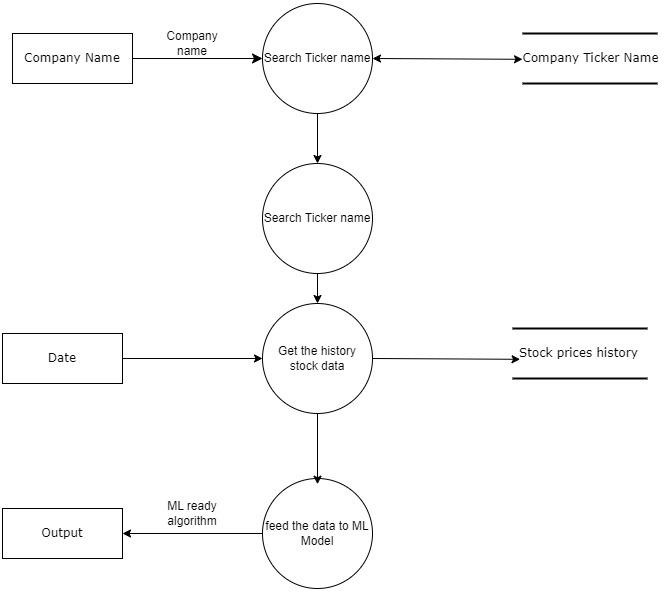 Company
name
Company Name
Search Ticker name
Company Ticker Name
Search Ticker name
Date
Get the history
stock data
Stock prices history
ML ready
algorithm
Output
feed the data to ML
Model